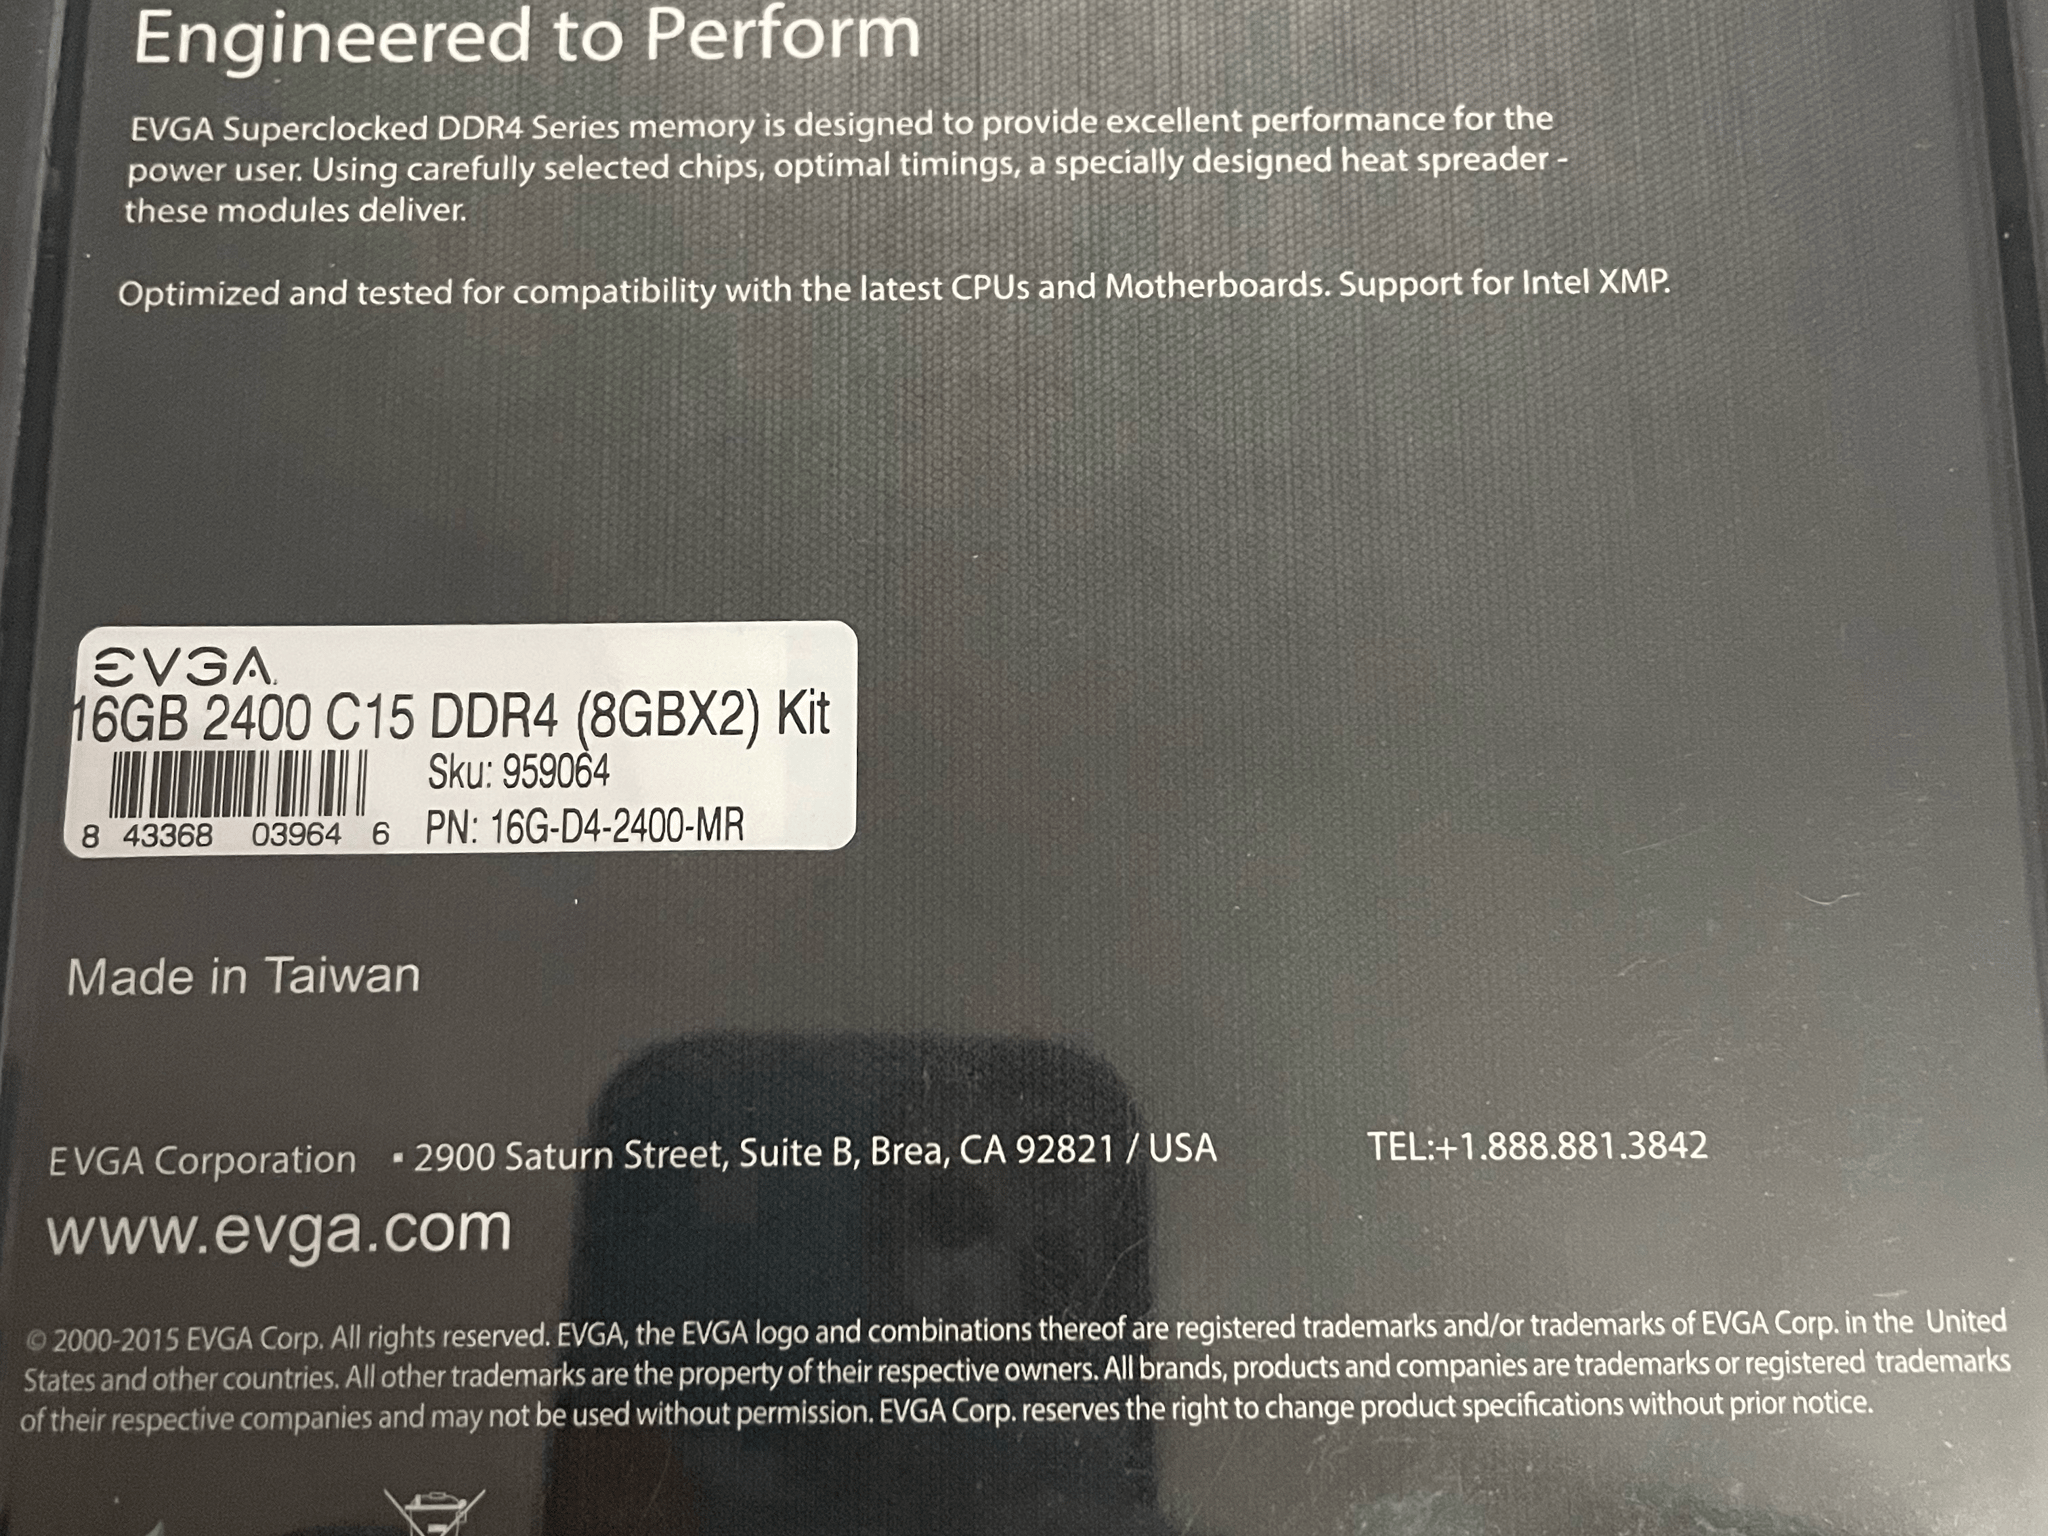 Engineered to Perform
EVGA Superclocked DDR4 Series memory is designed to provide excellent performance for the
power user. Using carefully selected chips, optimal timings, a specially designed heat spreader -
these modules deliver.
Optimized and tested for compatibility with the latest CPUs and Motherboards. Support for Intel XMP.
EVGA
16GB 2400 C15 DDR4 (8GBX2) Kit
Sku: 959064
8 43368 03964 6 PN: 16G-D4-2400-MR
Made in Taiwan
EVGA Corporation ▪ 2900 Saturn Street, Suite B, Brea, CA 92821 / USA TEL:+1.888.881.3842
www.evga.com
© 2000-2015 EVGA Corp. All rights reserved. EVGA, the EVGA logo and combinations thereof are registered trademarks and/or trademarks of EVGA Corp. in the United
States and other countries. All other trademarks are the property of their respective owners. All brands, products and companies are trademarks or registered trademarks
of their respective companies and may not be used without permission. EVGA Corp. reserves the right to change product specifications without prior notice.